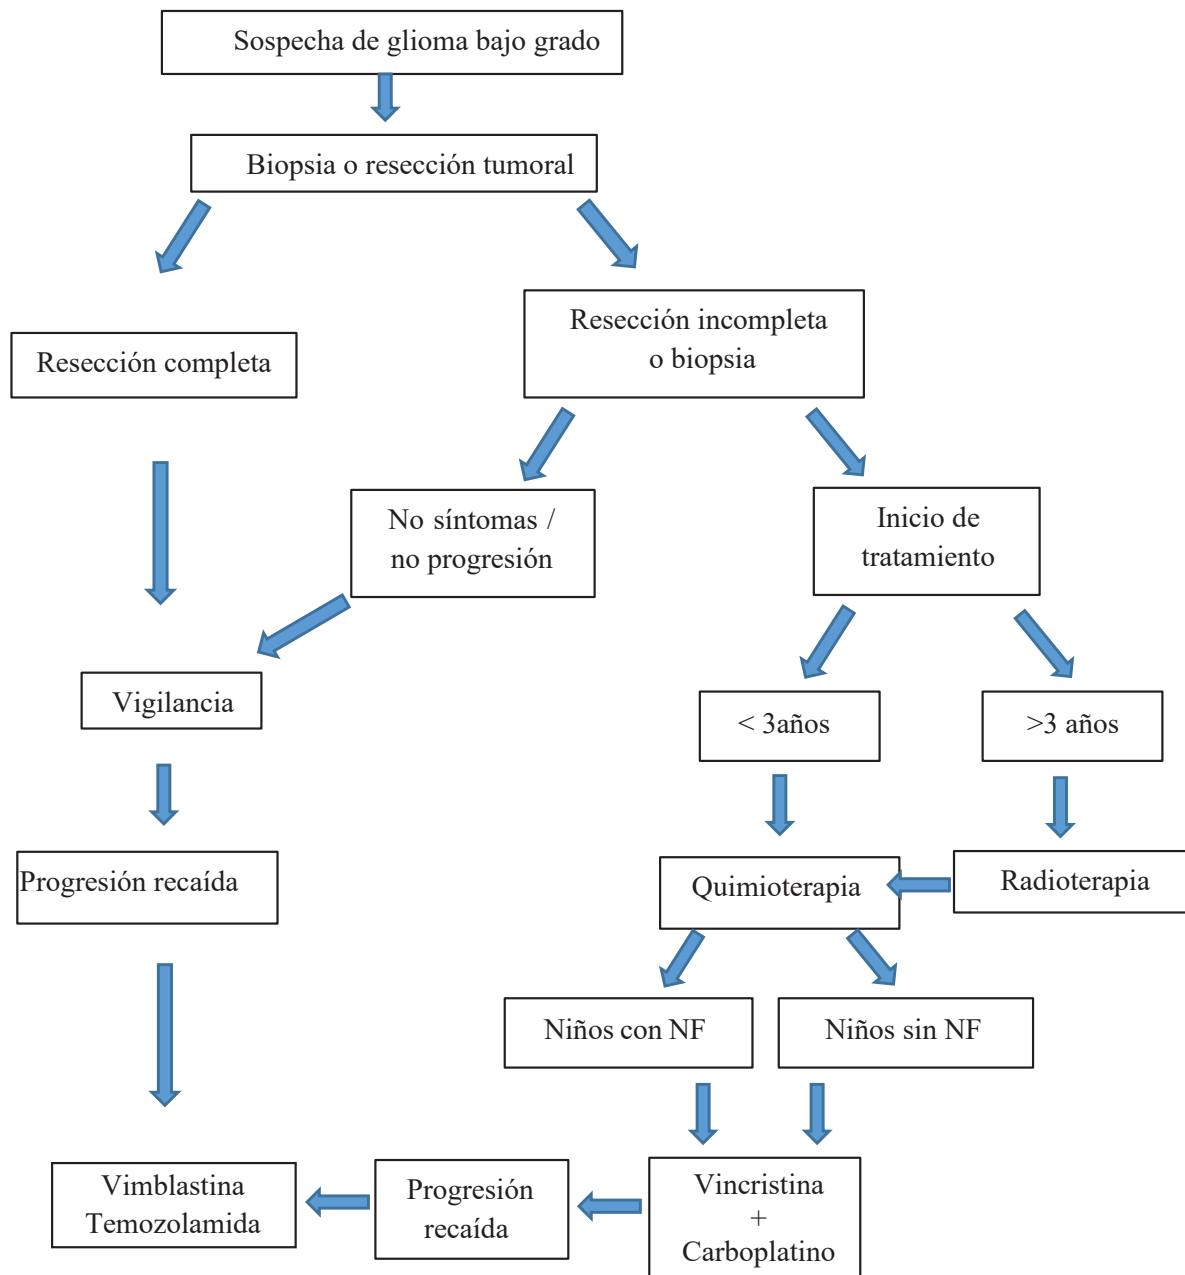 Sospecha de glioma bajo grado
Biopsia o resección tumoral
Resección completa
Resección incompleta
o biopsia
No síntomas /
no progresión
Inicio de
tratamiento
Vigilancia
< 3años
>3 años
Progresión recaída
Quimioterapia
Radioterapia
Niños con NF
Niños sin NF
Vimblastina
Temozolamida
Progresión
recaída
Vincristina
+
Carboplatino